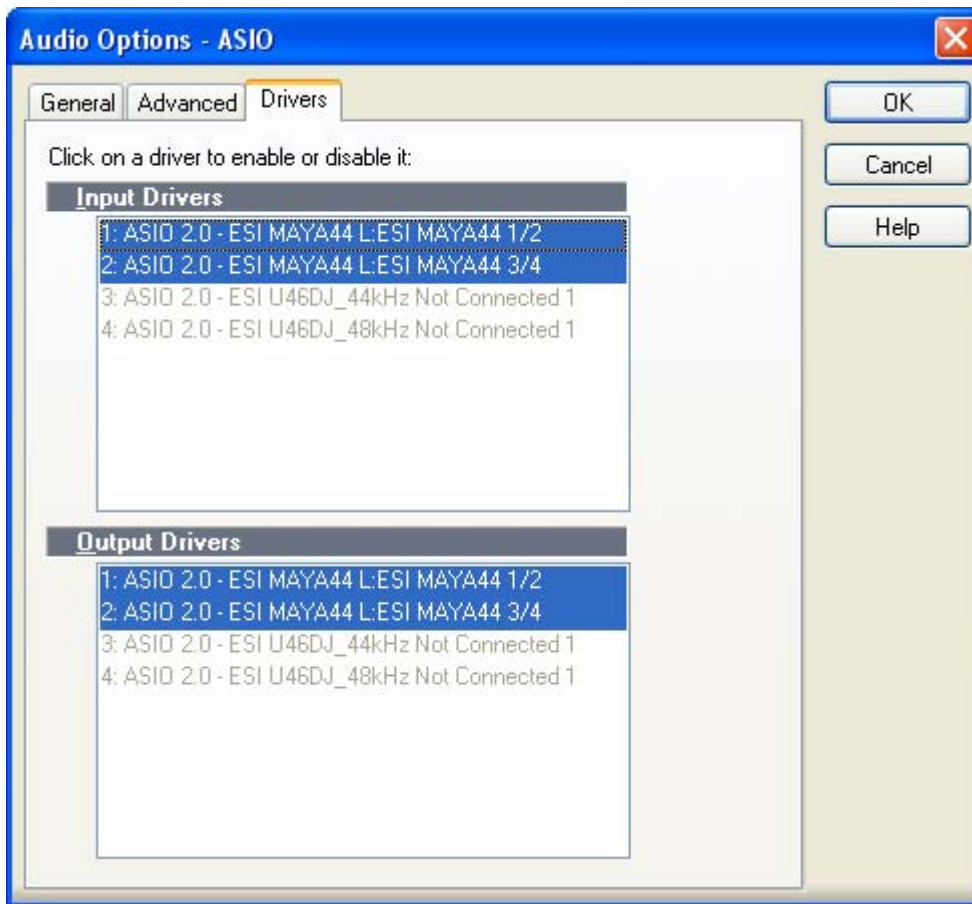 Audio Options - ASIO
General Advanced Drivers
OK
Click on a driver to enable or disable it:
Cancel
Input Drivers
Help
1: ASIO 2.0 - ESI MAYA44 L:ESI MAYA44 1/2
2: ASIO 2.0 - ESI MAYA44 L:ESI MAYA44 3/4
3: ASIO 2.0 - ESI U46DJ_44kHz Not Connected 1
4: ASIO 2.0 - ESI U46DJ_48kHz Not Connected 1
Output Drivers
1: ASIO 2.0 - ESI MAYA44 L:ESI MAYA44 1/2
2: ASIO 2.0 - ESI MAYA44 L:ESI MAYA44 3/4
3: ASIO 2.0 - ESI U46DJ_44kHz Not Connected 1
4: ASIO 2.0 - ESI U46DJ_48kHz Not Connected 1